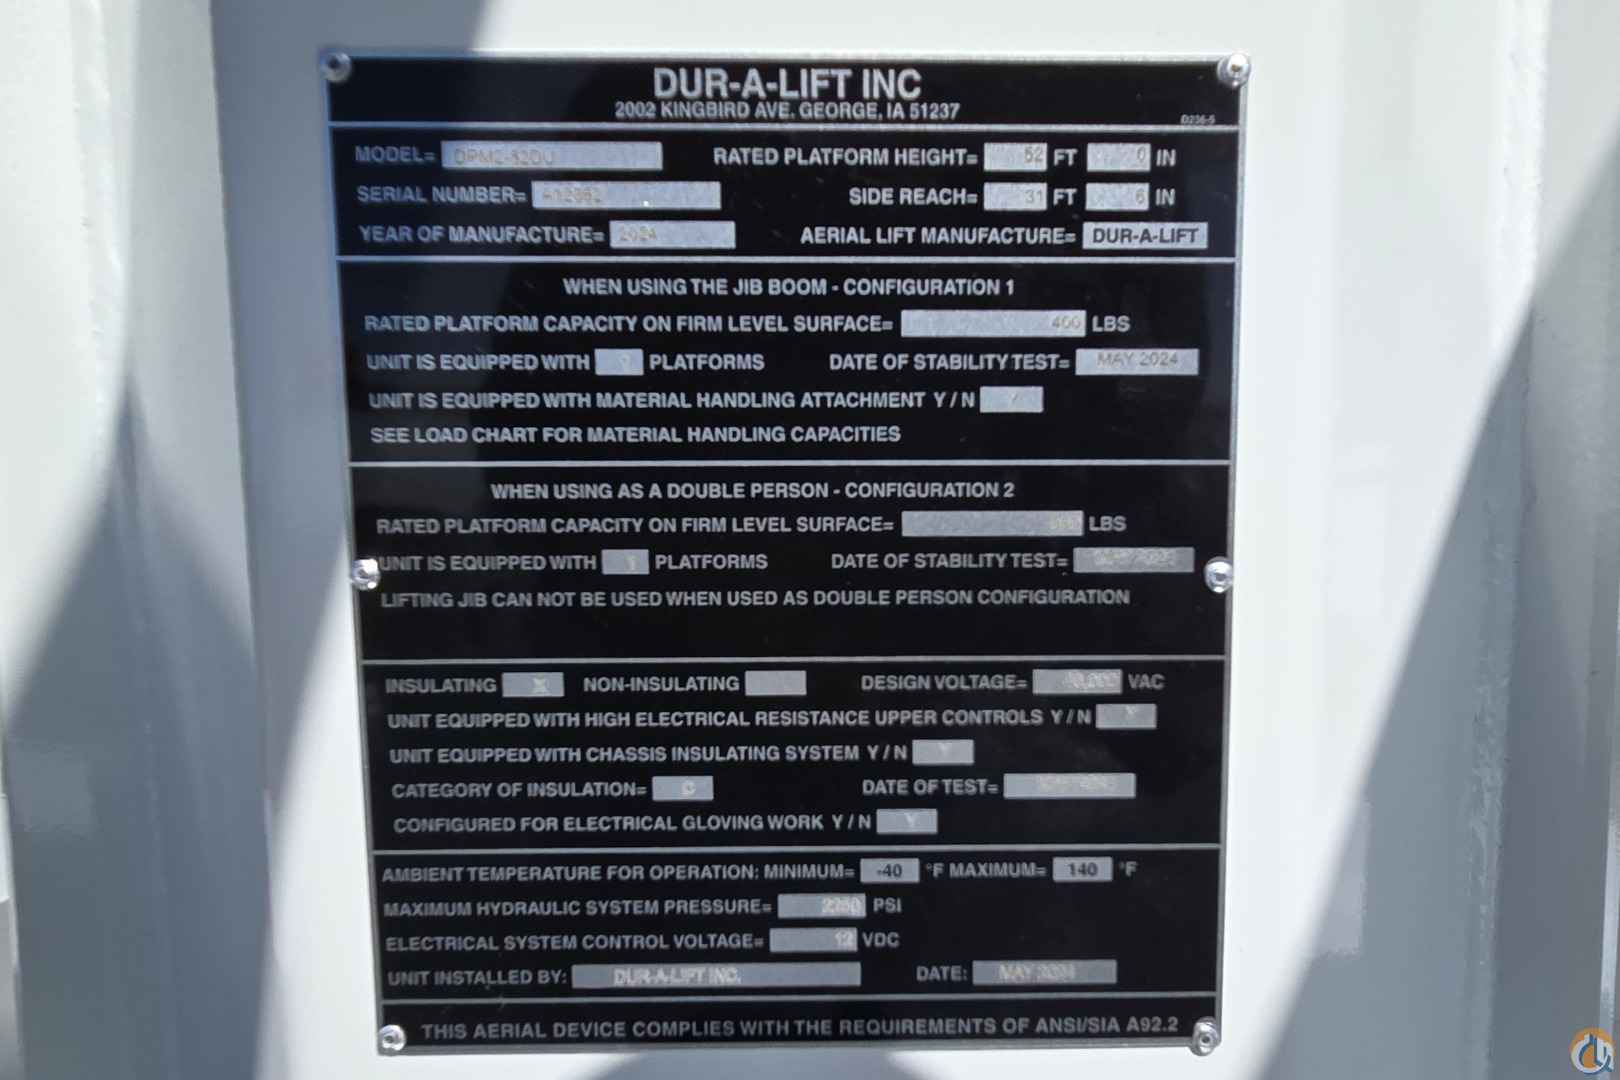 DUR-A-LIFT INC
2002 KINGBIRD AVE. GEORGE, IA 51237
D236-5
MODEL= DPM2-52DU RATED PLATFORM HEIGHT= 52 FT 0 IN
SERIAL NUMBER= SIDE REACH= 31 FT 6 IN
YEAR OF MANUFACTURE= 2024 AERIAL LIFT MANUFACTURE= DUR-A-LIFT
WHEN USING THE JIB BOOM - CONFIGURATION 1
RATED PLATFORM CAPACITY ON FIRM LEVEL SURFACE= 400 LBS
UNIT IS EQUIPPED WITH PLATFORMS DATE OF STABILITY TEST= MAY 2024
UNIT IS EQUIPPED WITH MATERIAL HANDLING ATTACHMENT Y / N Y
SEE LOAD CHART FOR MATERIAL HANDLING CAPACITIES
WHEN USING AS A DOUBLE PERSON - CONFIGURATION 2
RATED PLATFORM CAPACITY ON FIRM LEVEL SURFACE= LBS
UNIT IS EQUIPPED WITH 1 PLATFORMS DATE OF STABILITY TEST=
LIFTING JIB CAN NOT BE USED WHEN USED AS DOUBLE PERSON CONFIGURATION
INSULATING X NON-INSULATING DESIGN VOLTAGE= VAC
UNIT EQUIPPED WITH HIGH ELECTRICAL RESISTANCE UPPER CONTROLS Y / N Y
UNIT EQUIPPED WITH CHASSIS INSULATING SYSTEM Y / N Y
CATEGORY OF INSULATION= C DATE OF TEST=
CONFIGURED FOR ELECTRICAL GLOVING WORK Y / N Y
AMBIENT TEMPERATURE FOR OPERATION: MINIMUM= -40 °F MAXIMUM= 140 °F
MAXIMUM HYDRAULIC SYSTEM PRESSURE= PSI
ELECTRICAL SYSTEM CONTROL VOLTAGE= 12 VDC
UNIT INSTALLED BY: DUR-A-LIFT INC. DATE: MAY 2024
THIS AERIAL DEVICE COMPLIES WITH THE REQUIREMENTS OF ANSI/SIA A92.2